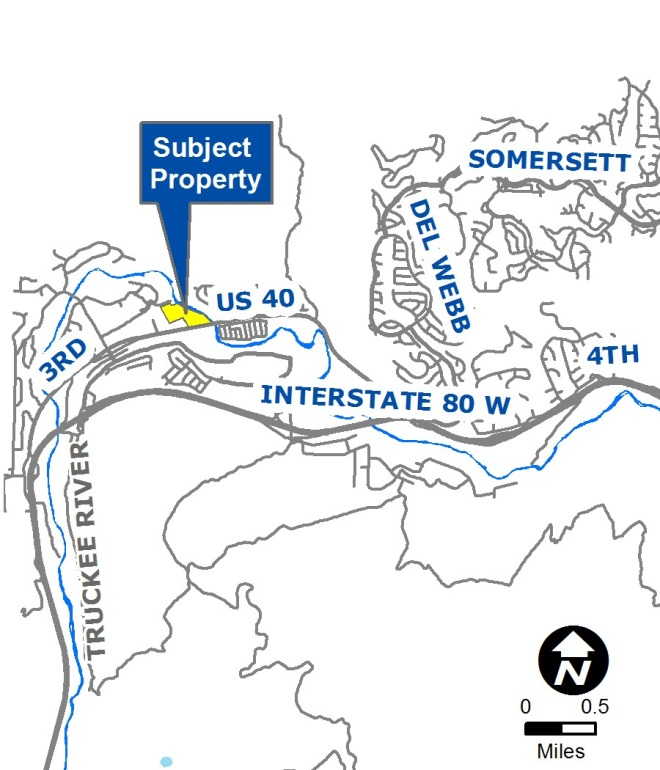 Subject
Property
SOMERSETT
DEL WEBB
US 40
3RD
4TH
INTERSTATE 80 W
TRUCKEE RIVER
N
0 0.5
Miles